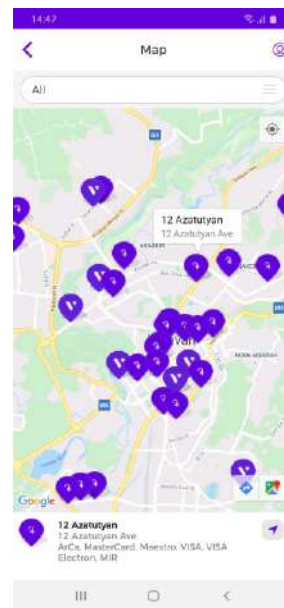 14:47
Map
All
12 Azatutyan
12 Azatutyan Ave
van
Google
12 Azatutyan
12 Azatutyan Ave
ArCa, MasterCard, Maestro, VISA, VISA
Electron, MIR